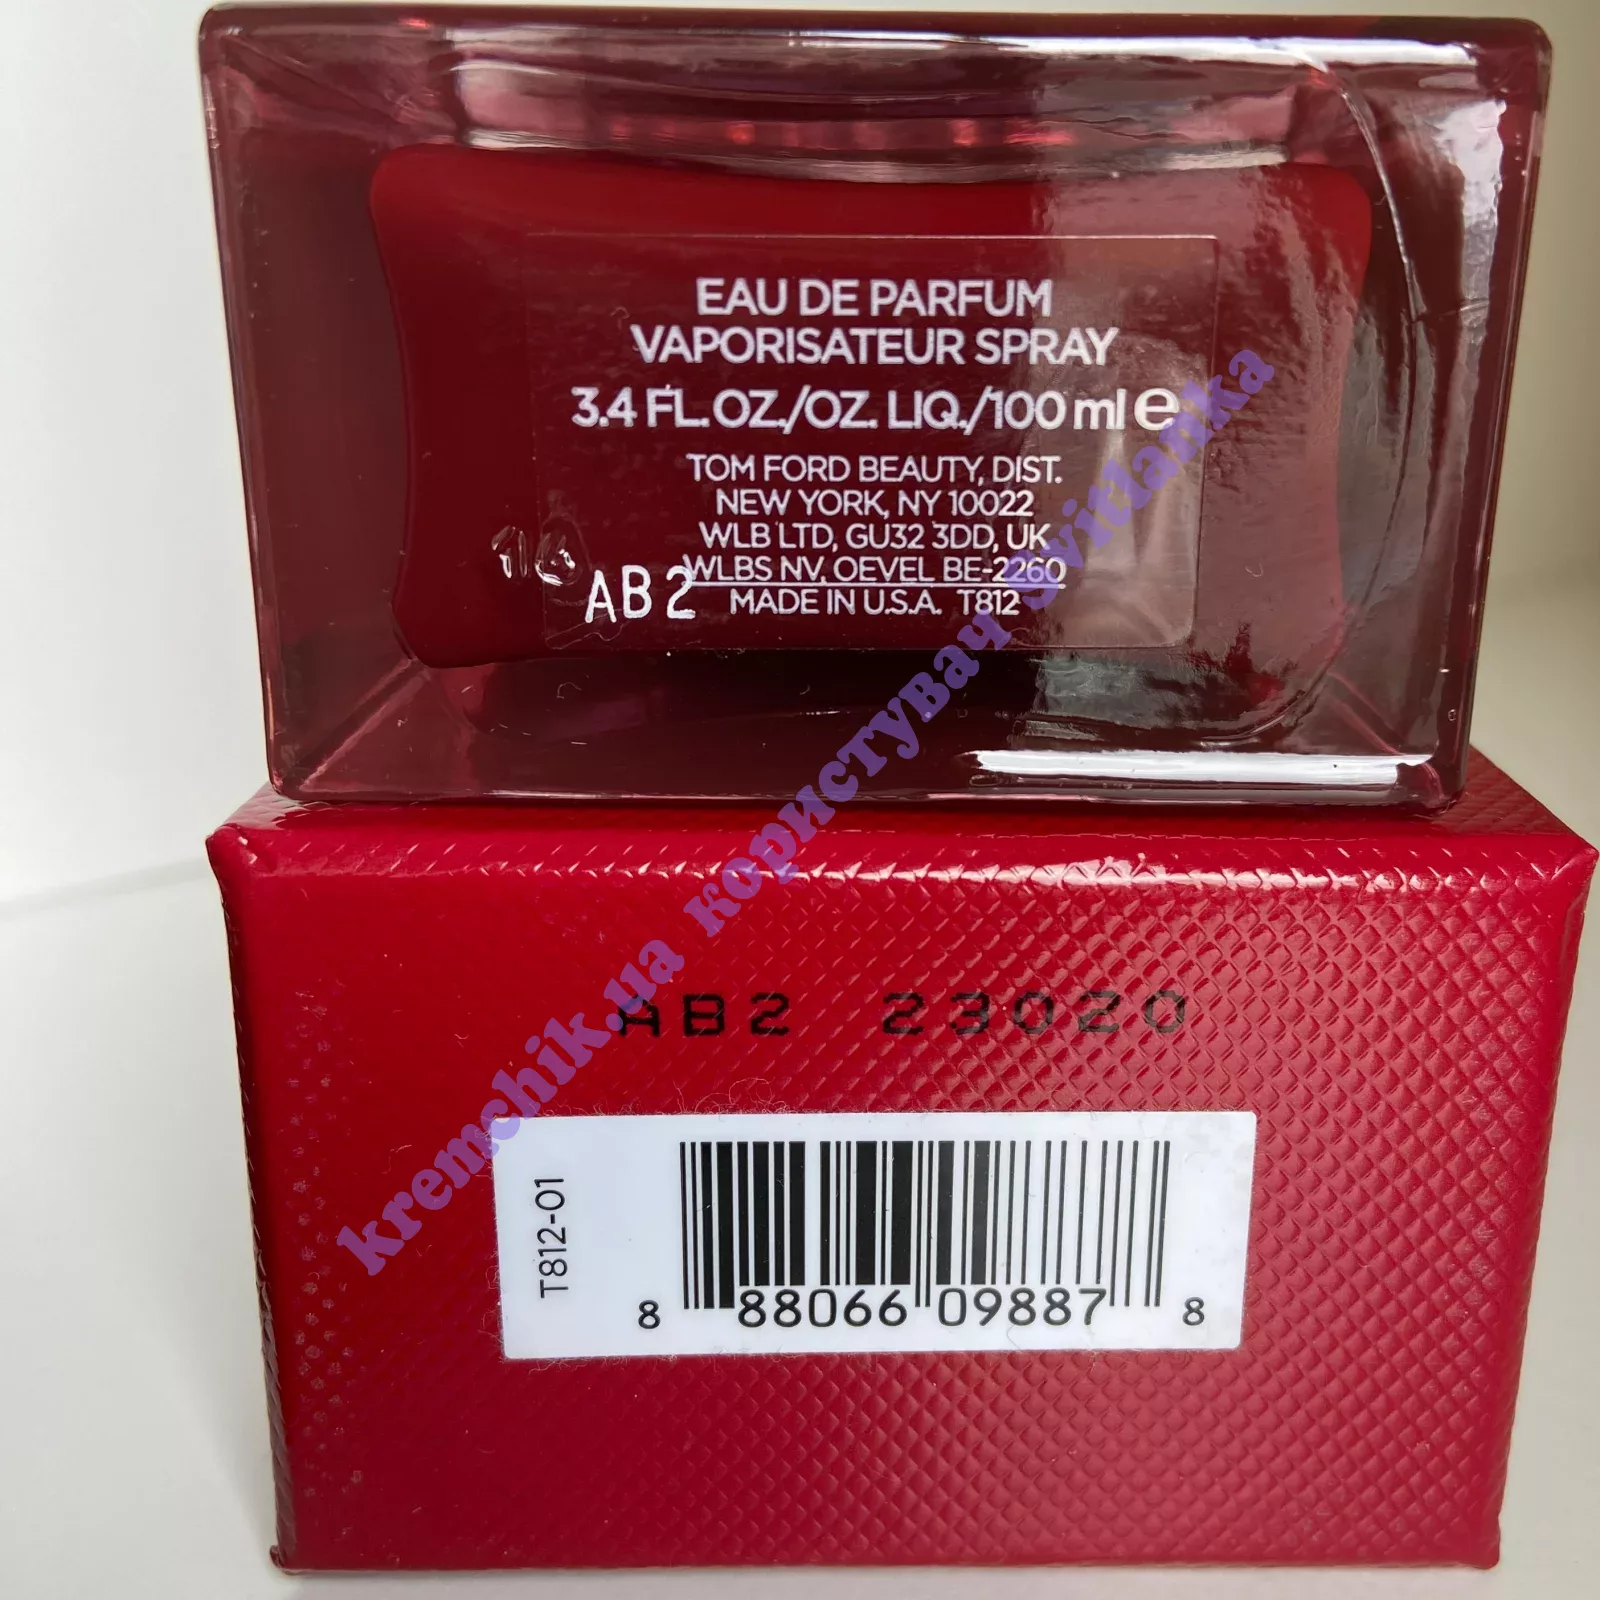 EAU DE PARFUM
VAPORISATEUR SPRAY
3.4 FL. OZ./OZ. LIQ./100 ml e
TOM FORD BEAUTY, DIST.
NEW YORK, NY 10022
WLB LTD, GU32 3DD, UK
WLBS NV, OEVEL BE-2260
AB2
MADE IN U.S.A. T812
kremchik.ua користувач Svitlanka
AB2 23020
T812-01
8 88066 09887 8